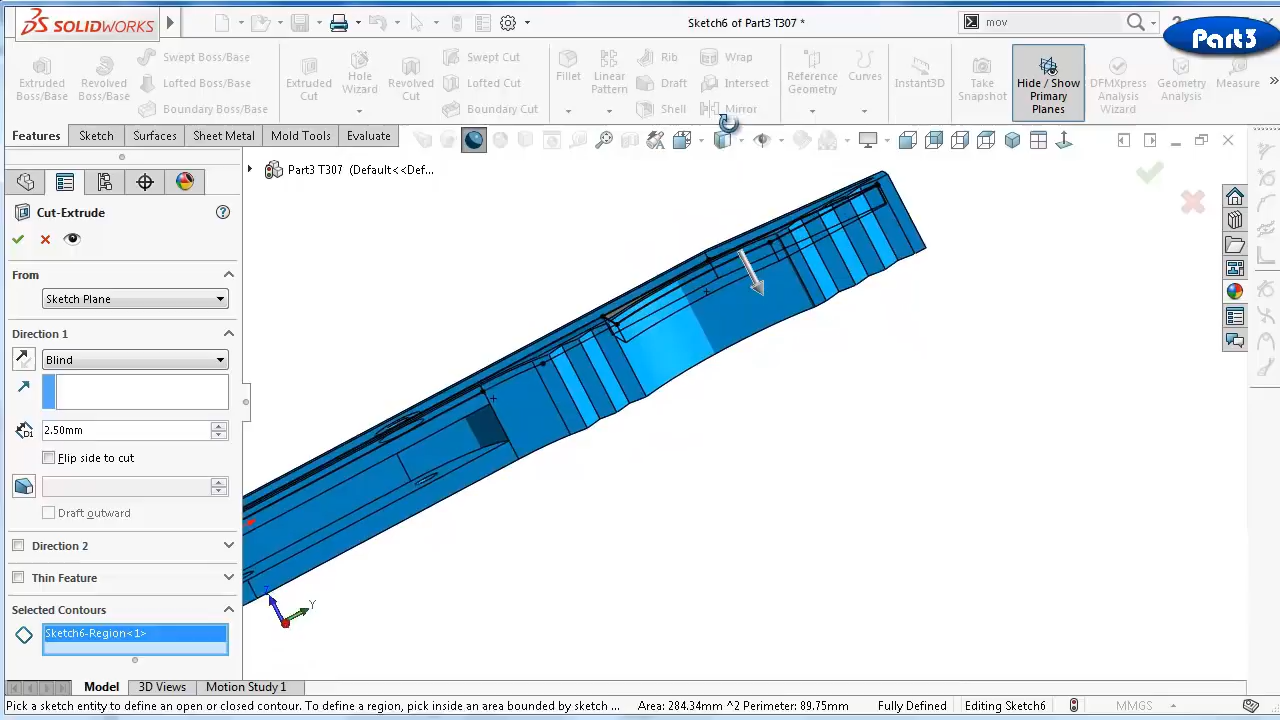 SOLIDWORKS
Sketch6 of Part3 T307 *
mov
?
Part3
Extruded Boss/Base
Revolved Boss/Base
Swept Boss/Base
Lofted Boss/Base
Boundary Boss/Base
Extruded Cut
Hole Wizard
Revolved Cut
Swept Cut
Lofted Cut
Boundary Cut
Fillet
Linear Pattern
Rib
Draft
Shell
Wrap
Intersect
Mirror
Reference Geometry
Curves
Instant3D
Take Snapshot
Hide / Show Primary Planes
DFMXpress Analysis Wizard
Geometry Analysis
Measure
Features Sketch Surfaces Sheet Metal Mold Tools Evaluate
Part3 T307 (Default<<Def...
Cut-Extrude
From
Sketch Plane
Direction 1
Blind
D1
2.50mm
Flip side to cut
Draft outward
Direction 2
Thin Feature
Selected Contours
Sketch6-Region<1>
Z
Y
Model 3D Views Motion Study 1
Pick a sketch entity to define an open or closed contour. To define a region, pick inside an area bounded by sketch ... Area: 284.34mm ^2 Perimeter: 89.75mm Fully Defined Editing Sketch6 MMGS